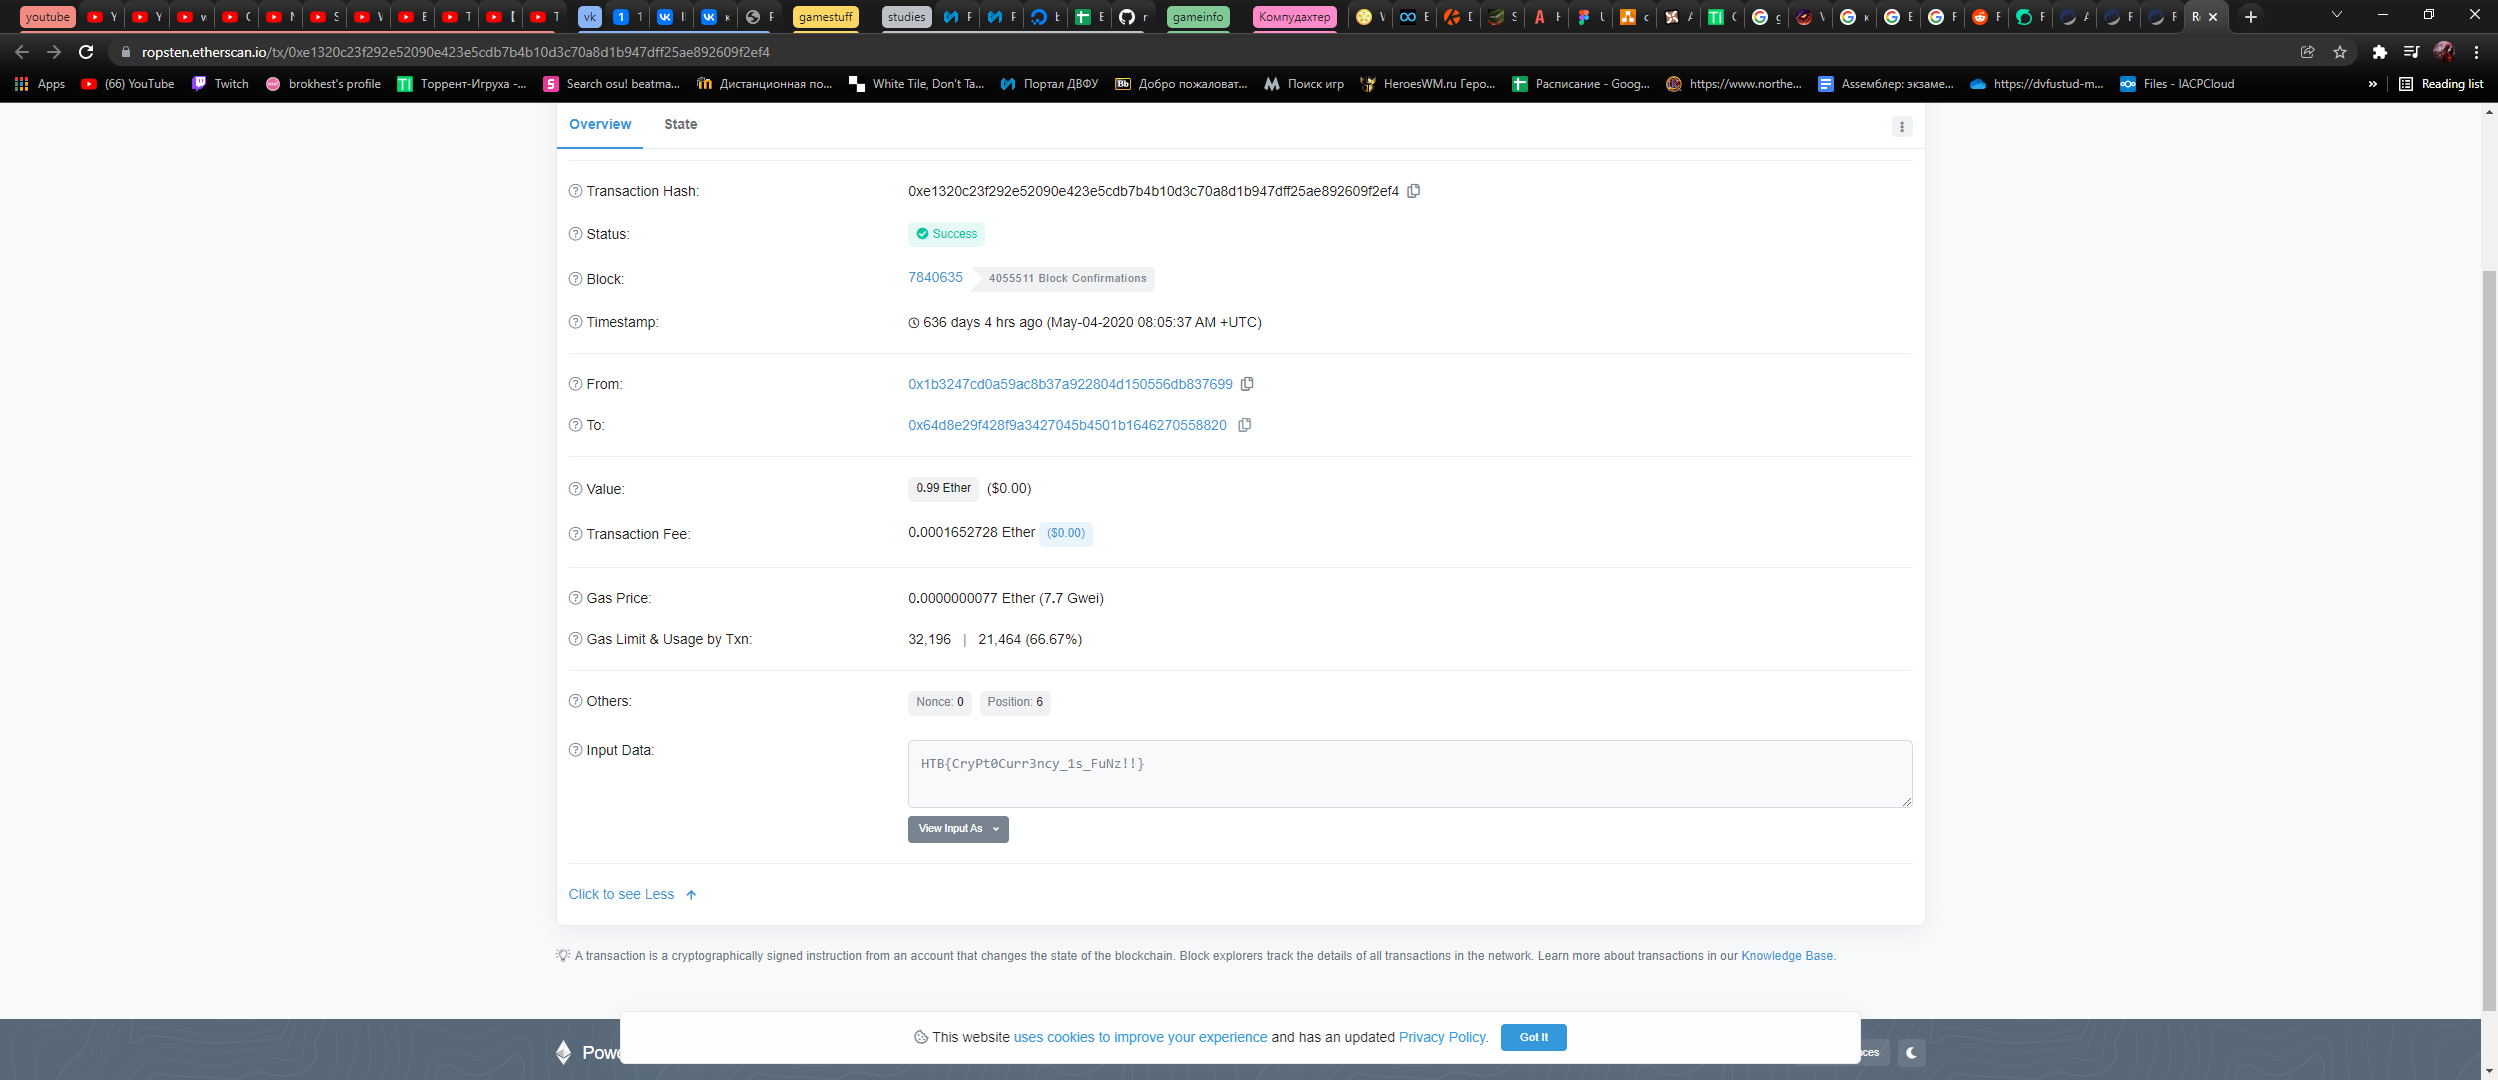 youtube vk gamestuff studies gameinfo Компудахтер
ropsten.etherscan.io/tx/0xe1320c23f292e52090e423e5cdb7b4b10d3c70a8d1b947dff25ae892609f2ef4
Apps (66) YouTube Twitch brokhest's profile Торрент-Игруха -... Search osu! beatma... Дистанционная по... White Tile, Don't Ta... Портал ДВФУ Добро пожаловат... Поиск игр HeroesWM.ru Геро... Расписание - Goog... https://www.northe... Assемблер: экзаме... https://dvfustud-m... Files - IACPCloud » Reading list
Overview State
Transaction Hash: 0xe1320c23f292e52090e423e5cdb7b4b10d3c70a8d1b947dff25ae892609f2ef4
Status: Success
Block: 7840635 4055511 Block Confirmations
Timestamp: 636 days 4 hrs ago (May-04-2020 08:05:37 AM +UTC)
From: 0x1b3247cd0a59ac8b37a922804d150556db837699
To: 0x64d8e29f428f9a3427045b4501b1646270558820
Value: 0.99 Ether ($0.00)
Transaction Fee: 0.0001652728 Ether ($0.00)
Gas Price: 0.0000000077 Ether (7.7 Gwei)
Gas Limit & Usage by Txn: 32,196 | 21,464 (66.67%)
Others: Nonce: 0 Position: 6
Input Data: HTB{CryPt0Curr3ncy_1s_FuNz!!}
View Input As
Click to see Less
A transaction is a cryptographically signed instruction from an account that changes the state of the blockchain. Block explorers track the details of all transactions in the network. Learn more about transactions in our Knowledge Base.
This website uses cookies to improve your experience and has an updated Privacy Policy. Got It
Powe
ces